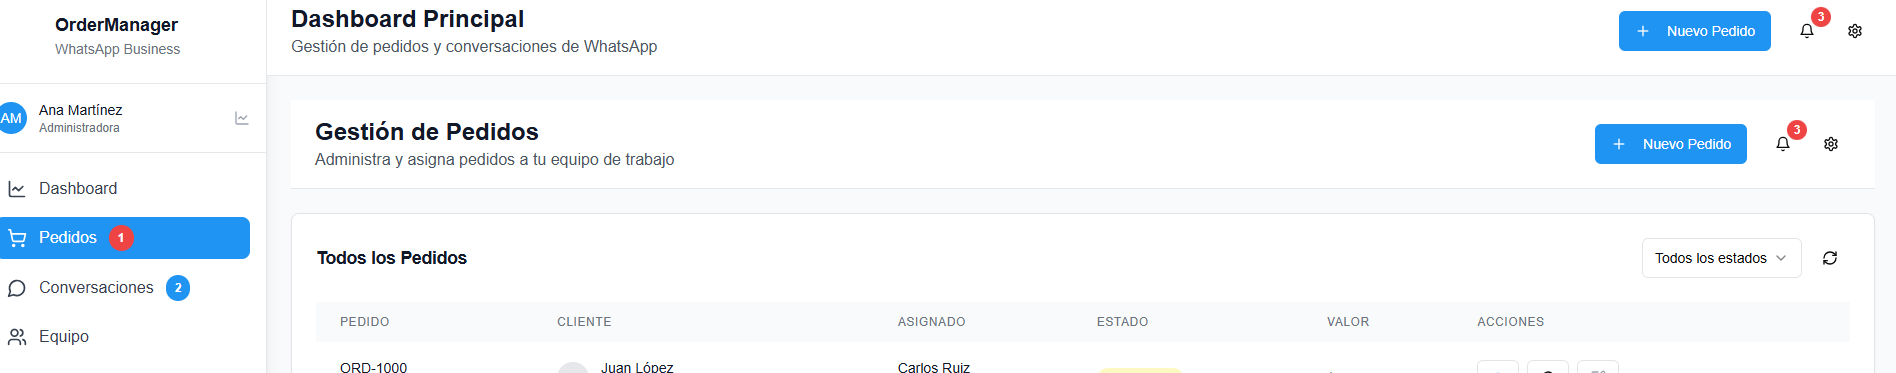 OrderManager
WhatsApp Business
AM
Ana Martínez
Administradora
Dashboard
Pedidos 1
Conversaciones 2
Equipo
Dashboard Principal
Gestión de pedidos y conversaciones de WhatsApp
Nuevo Pedido
3
Gestión de Pedidos
Administra y asigna pedidos a tu equipo de trabajo
Nuevo Pedido
3
Todos los Pedidos
Todos los estados
PEDIDO CLIENTE ASIGNADO ESTADO VALOR ACCIONES
ORD-1000 Juan López Carlos Ruiz